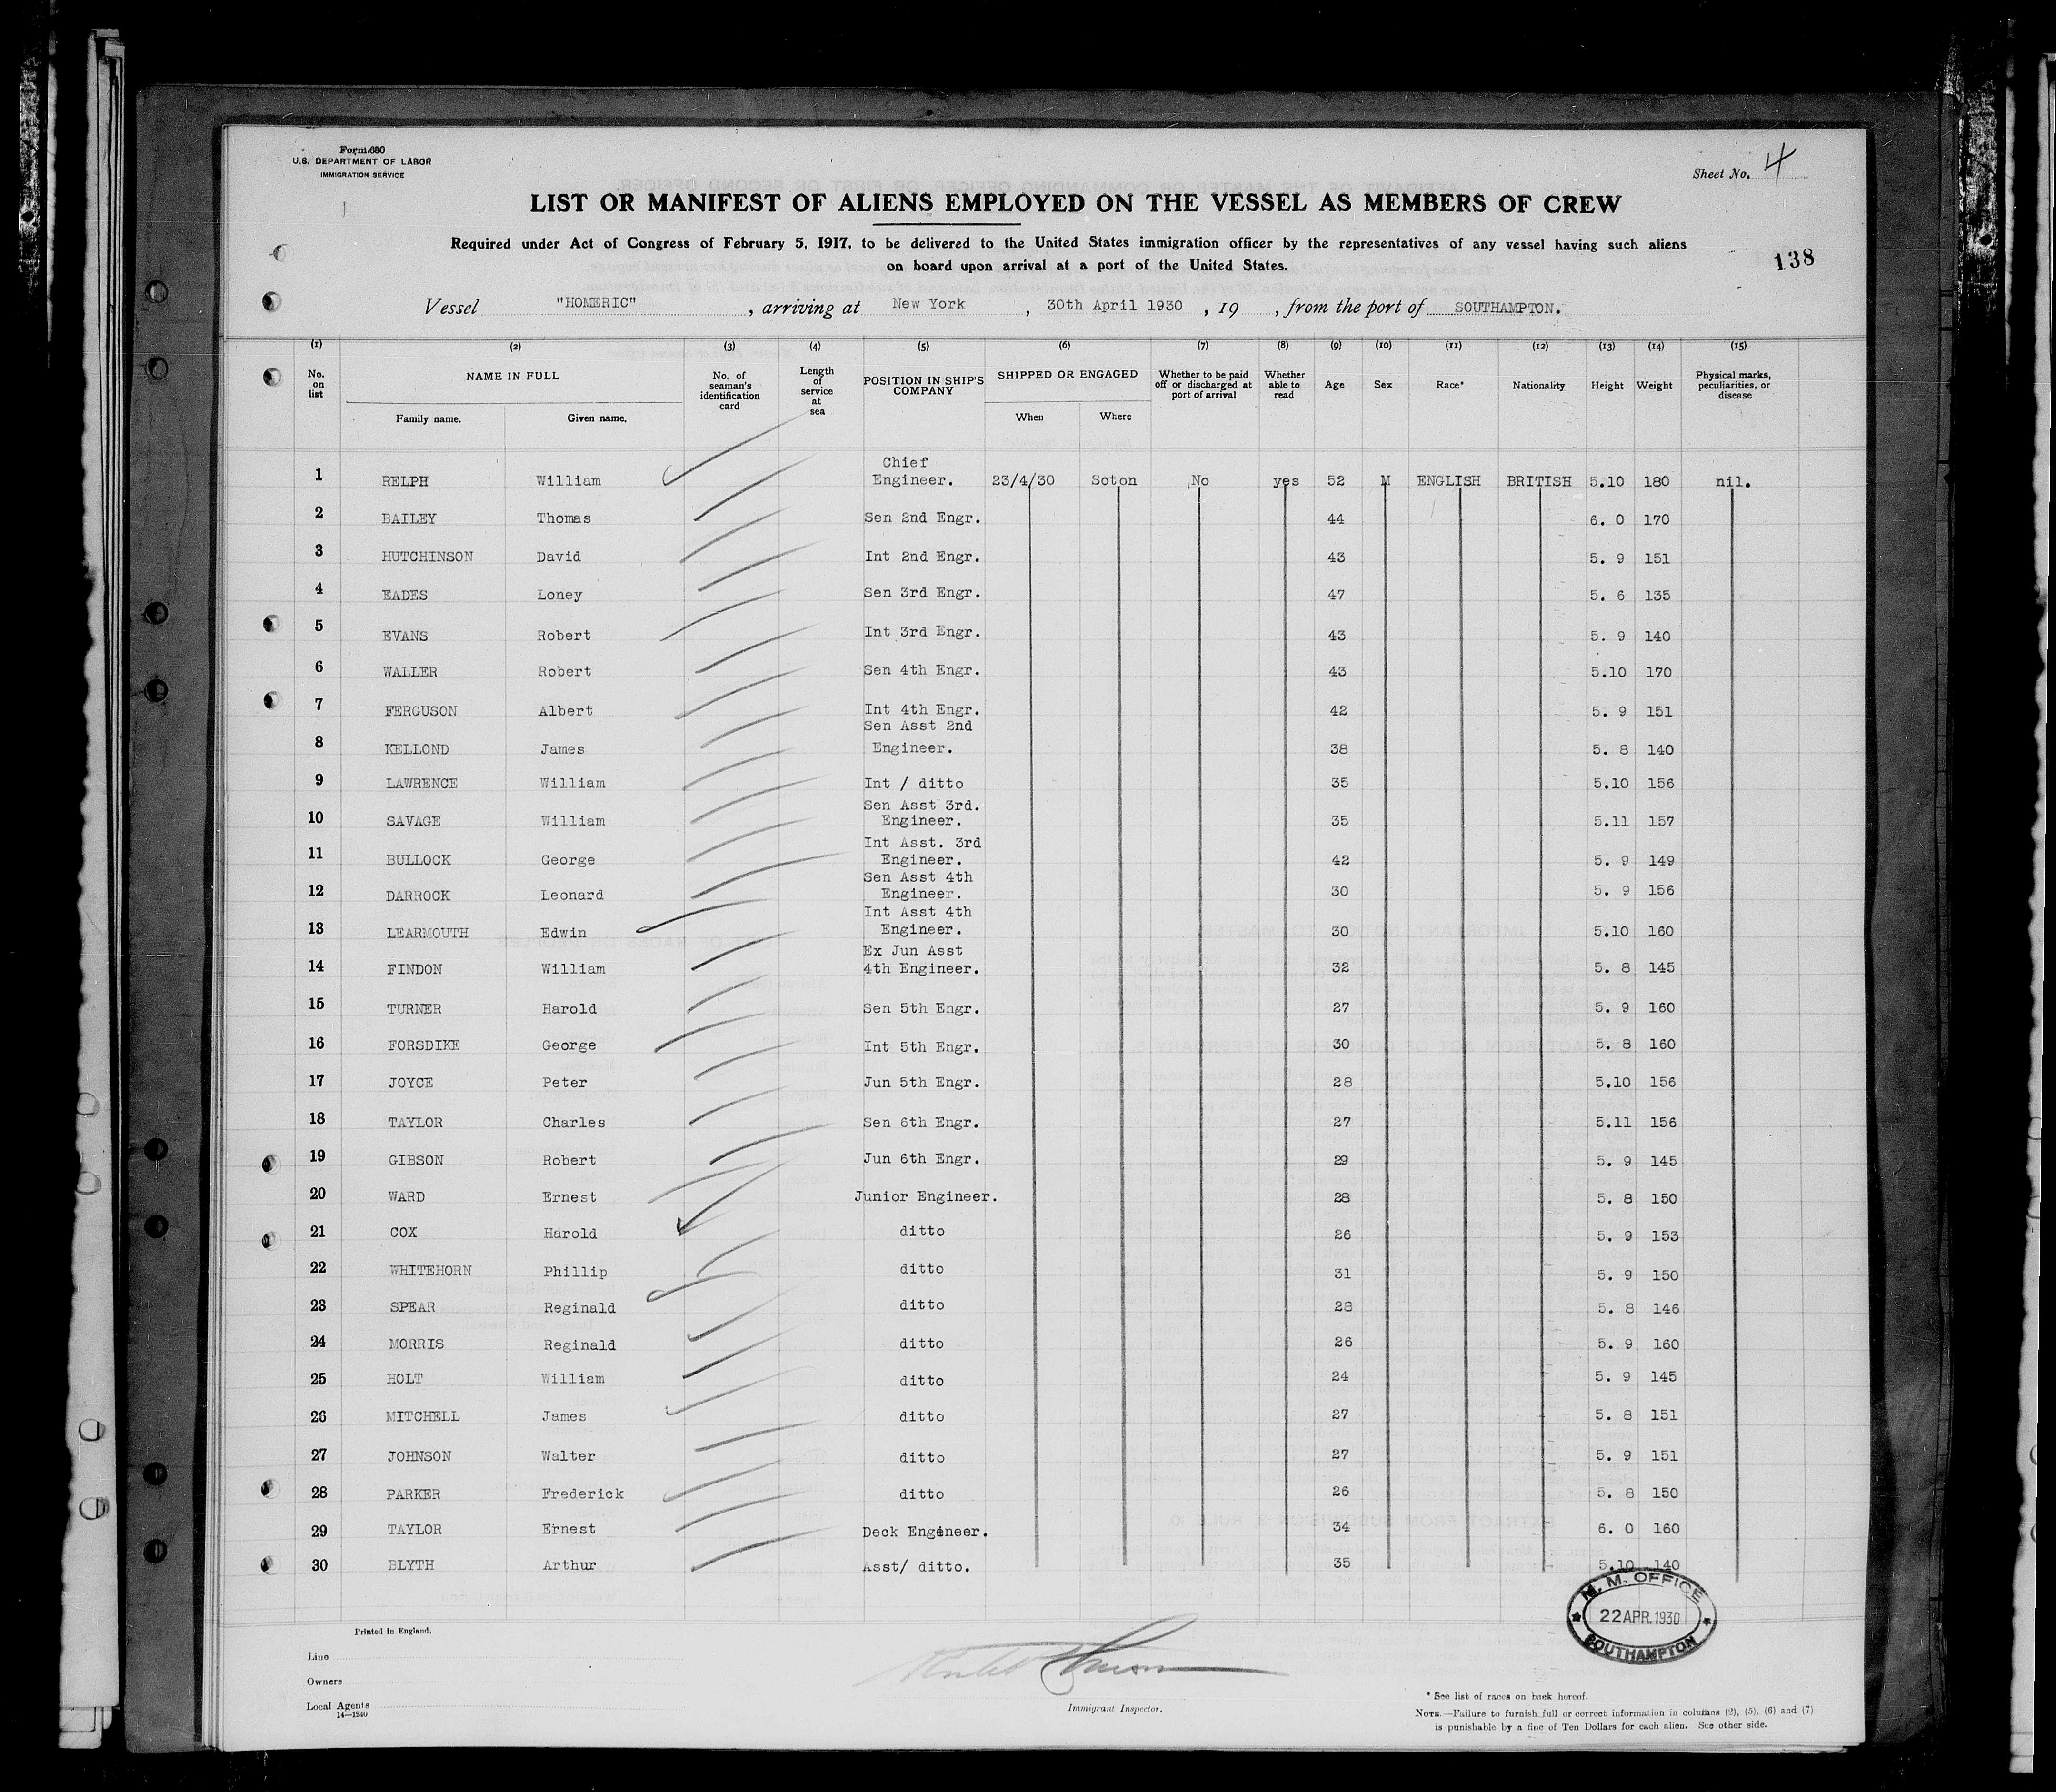 Form 680
U.S. DEPARTMENT OF LABOR
IMMIGRATION SERVICE
Sheet No. 4
LIST OR MANIFEST OF ALIENS EMPLOYED ON THE VESSEL AS MEMBERS OF CREW
Required under Act of Congress of February 5, 1917, to be delivered to the United States immigration officer by the representatives of any vessel having such aliens
on board upon arrival at a port of the United States.
138
Vessel "HOMERIC", arriving at New York, 30th April 1930, 19 , from the port of SOUTHAMPTON.
(1) (2) (3) (4) (5) (6) (7) (8) (9) (10) (11) (12) (13) (14) (15)
No. on list NAME IN FULL Family name. Given name. No. of seaman's identification card Length of service at sea POSITION IN SHIP'S COMPANY SHIPPED OR ENGAGED When Where Whether to be paid off or discharged at port of arrival Whether able to read Age Sex Race* Nationality Height Weight Physical marks, peculiarities, or disease
1 RELPH William Chief Engineer. 23/4/30 Soton No yes 52 M ENGLISH BRITISH 5.10 180 nil.
2 BAILEY Thomas Sen 2nd Engr. 44 6. 0 170
3 HUTCHINSON David Int 2nd Engr. 43 5. 9 151
4 EADES Loney Sen 3rd Engr. 47 5. 6 135
5 EVANS Robert Int 3rd Engr. 43 5. 9 140
6 WALLER Robert Sen 4th Engr. 43 5.10 170
7 FERGUSON Albert Int 4th Engr. 42 5. 9 151
8 KELLOND James Sen Asst 2nd Engineer. 38 5. 8 140
9 LAWRENCE William Int / ditto 35 5.10 156
10 SAVAGE William Sen Asst 3rd. Engineer. 35 5.11 157
11 BULLOCK George Int Asst. 3rd Engineer. 42 5. 9 149
12 DARROCK Leonard Sen Asst 4th Engineer. 30 5. 9 156
13 LEARMOUTH Edwin Int Asst 4th Engineer. 30 5.10 160
14 FINDON William Ex Jun Asst 4th Engineer. 32 5. 8 145
15 TURNER Harold Sen 5th Engr. 27 5. 9 160
16 FORSDIKE George Int 5th Engr. 30 5. 8 160
17 JOYCE Peter Jun 5th Engr. 28 5.10 156
18 TAYLOR Charles Sen 6th Engr. 27 5.11 156
19 GIBSON Robert Jun 6th Engr. 29 5. 9 145
20 WARD Ernest Junior Engineer. 28 5. 8 150
21 COX Harold ditto 26 5. 9 153
22 WHITEHORN Phillip ditto 31 5. 9 150
23 SPEAR Reginald ditto 28 5. 8 146
24 MORRIS Reginald ditto 26 5. 9 160
25 HOLT William ditto 24 5. 9 145
26 MITCHELL James ditto 27 5. 8 151
27 JOHNSON Walter ditto 27 5. 9 151
28 PARKER Frederick ditto 26 5. 8 150
29 TAYLOR Ernest Deck Engineer. 34 6. 0 160
30 BLYTH Arthur Asst/ ditto. 35 5.10 140
M. M. OFFICE
22 APR. 1930
SOUTHAMPTON
Printed in England.
Line
Owners
Local Agents
14—1240
Immigrant Inspector.
* See list of races on back hereof.
NOTE.—Failure to furnish full or correct information in columns (2), (5), (6) and (7)
is punishable by a fine of Ten Dollars for each alien. See other side.